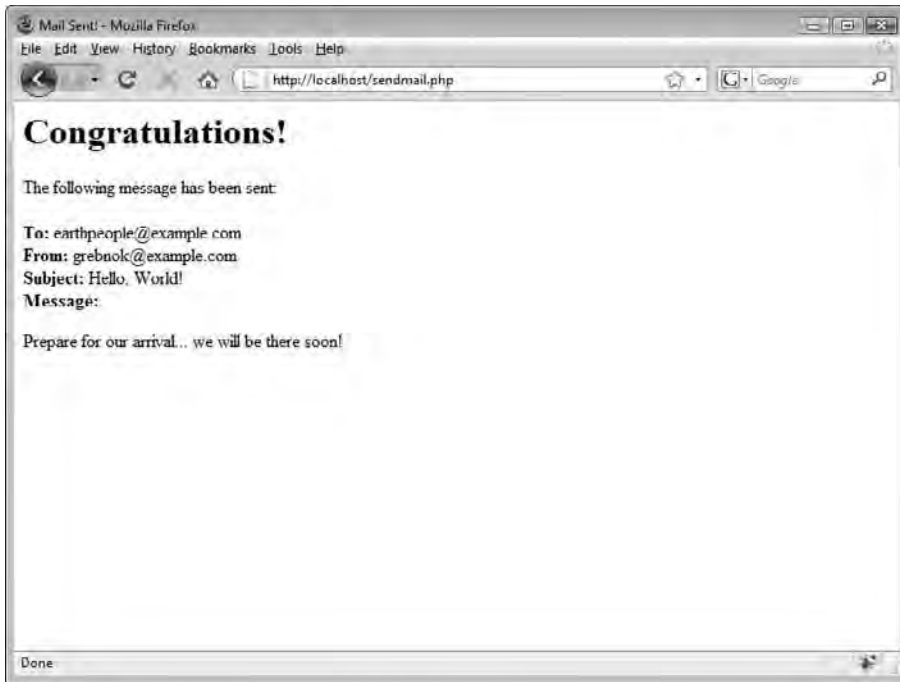 Mail Sent! - Mozilla Firefox
File Edit View History Bookmarks Tools Help
http://localhost/sendmail.php
G Google
Congratulations!
The following message has been sent:
To: earthpeople@example.com
From: grebnok@example.com
Subject: Hello, World!
Message:
Prepare for our arrival... we will be there soon!
Done